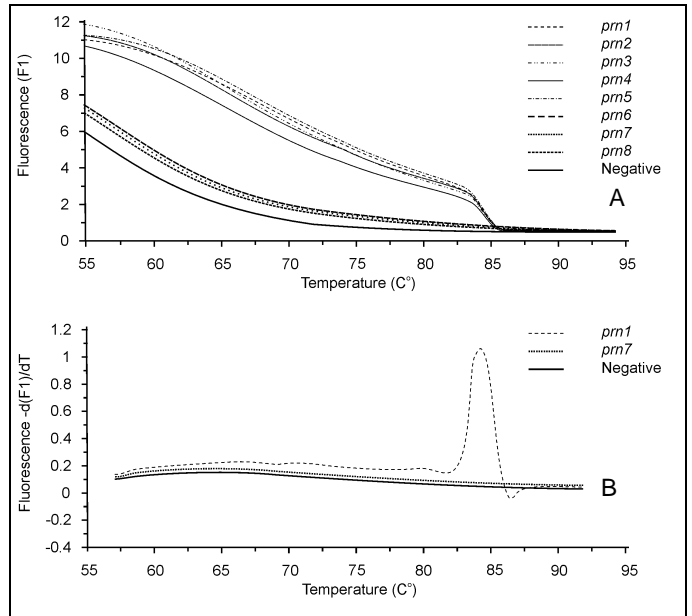 12
10
8
6
4
2
0
Fluorescence (F1)
prn1
prn2
prn3
prn4
prn5
prn6
prn7
prn8
Negative
A
55 60 65 70 75 80 85 90 95
Temperature (C°)
1.2
1
0.8
0.6
0.4
0.2
0
-0.2
-0.4
Fluorescence -d(F1)/dT
prn1
prn7
Negative
B
55 60 65 70 75 80 85 90 95
Temperature (C°)